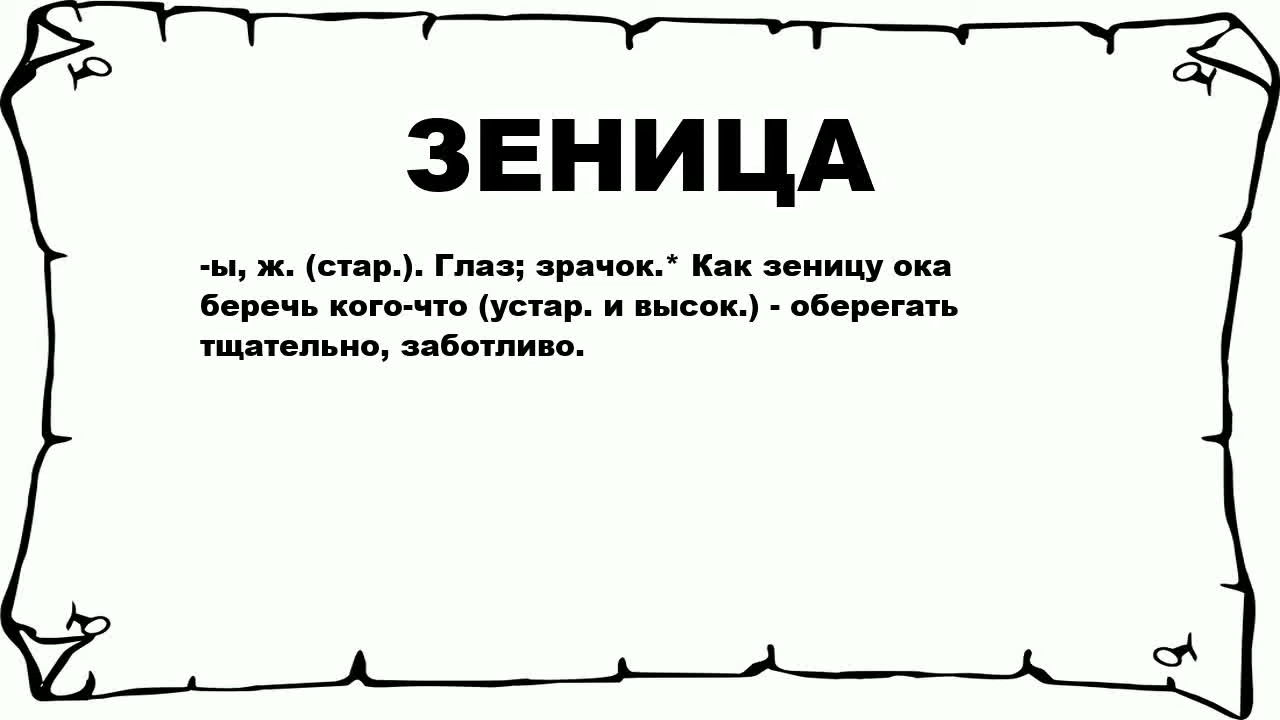 ЗЕНИЦА
-ы, ж. (стар.). Глаз; зрачок.* Как зеницу ока
беречь кого-что (устар. и высок.) - оберегать
тщательно, заботливо.